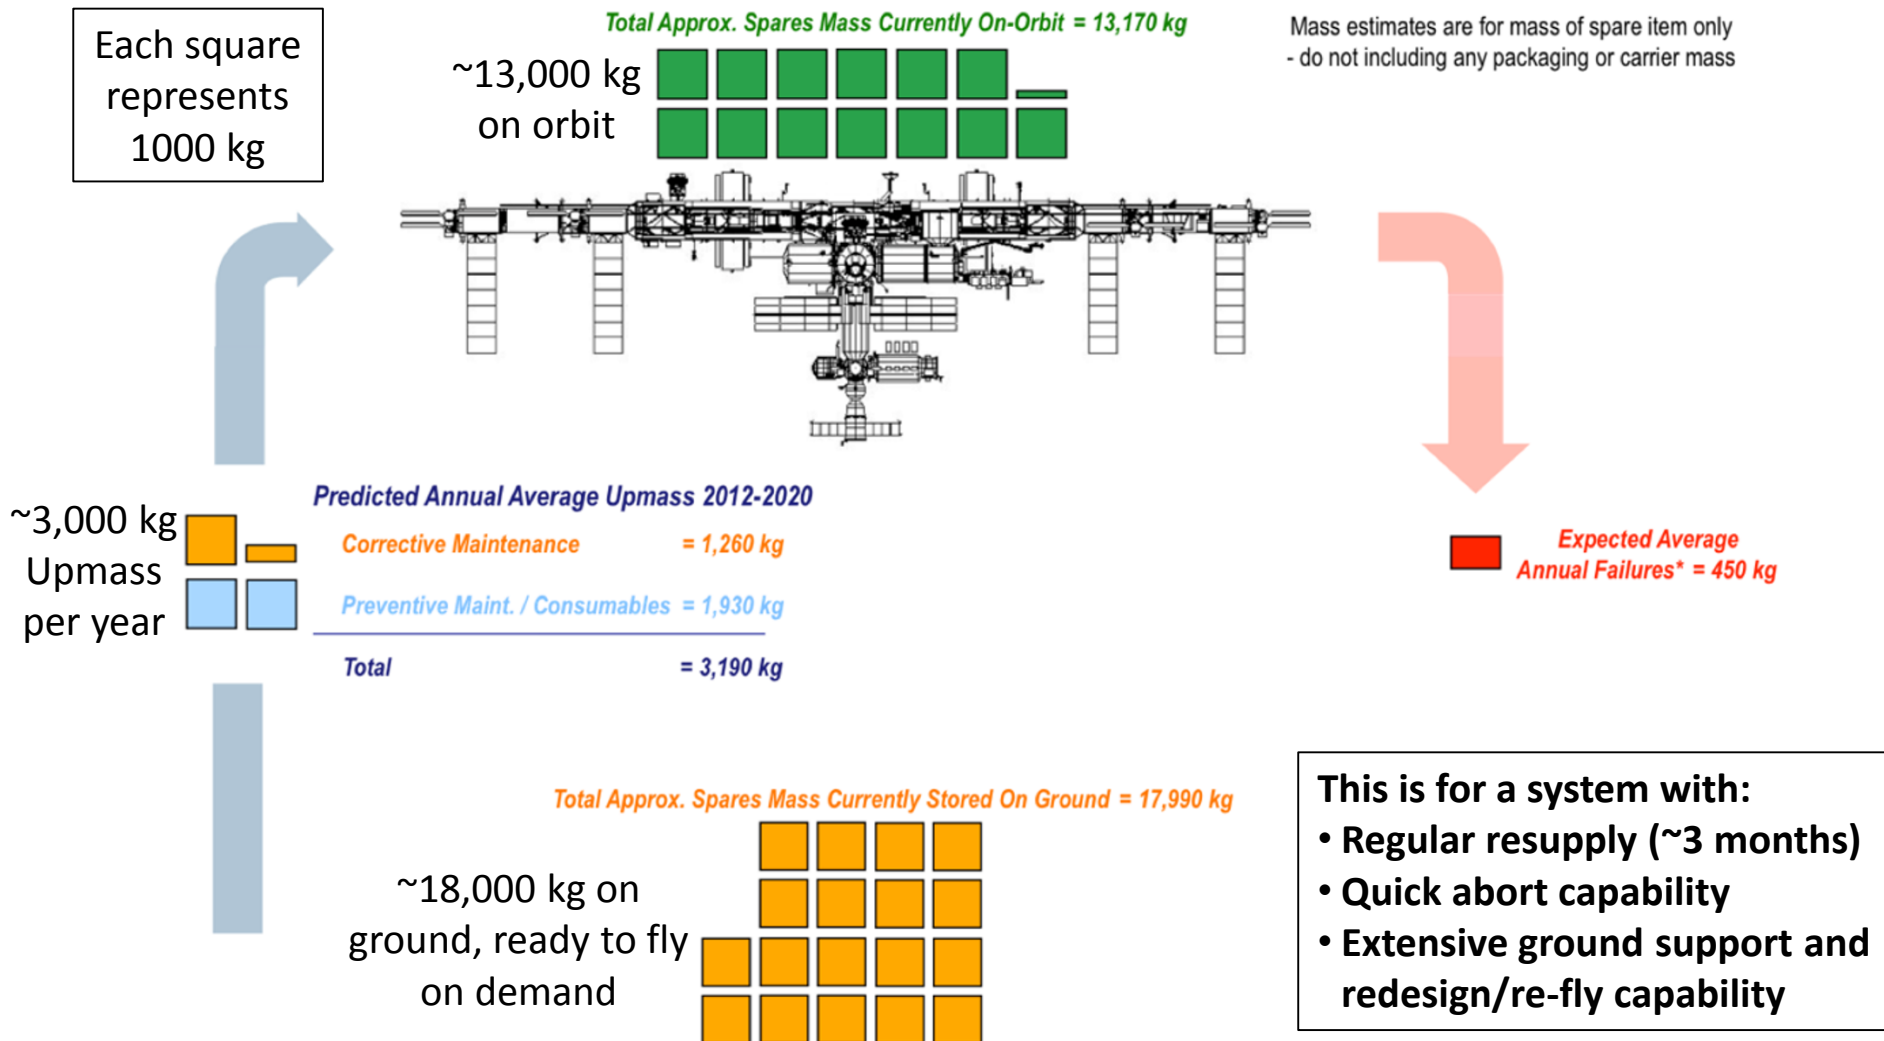 Each square
represents
1000 kg
Total Approx. Spares Mass Currently On-Orbit = 13,170 kg
~13,000 kg
on orbit
Mass estimates are for mass of spare item only
- do not including any packaging or carrier mass
~3,000 kg
Upmass
per year
Predicted Annual Average Upmass 2012-2020
Corrective Maintenance = 1,260 kg
Preventive Maint. / Consumables = 1,930 kg
Total = 3,190 kg
Expected Average
Annual Failures* = 450 kg
Total Approx. Spares Mass Currently Stored On Ground = 17,990 kg
~18,000 kg on
ground, ready to fly
on demand
This is for a system with:
• Regular resupply (~3 months)
• Quick abort capability
• Extensive ground support and
redesign/re-fly capability